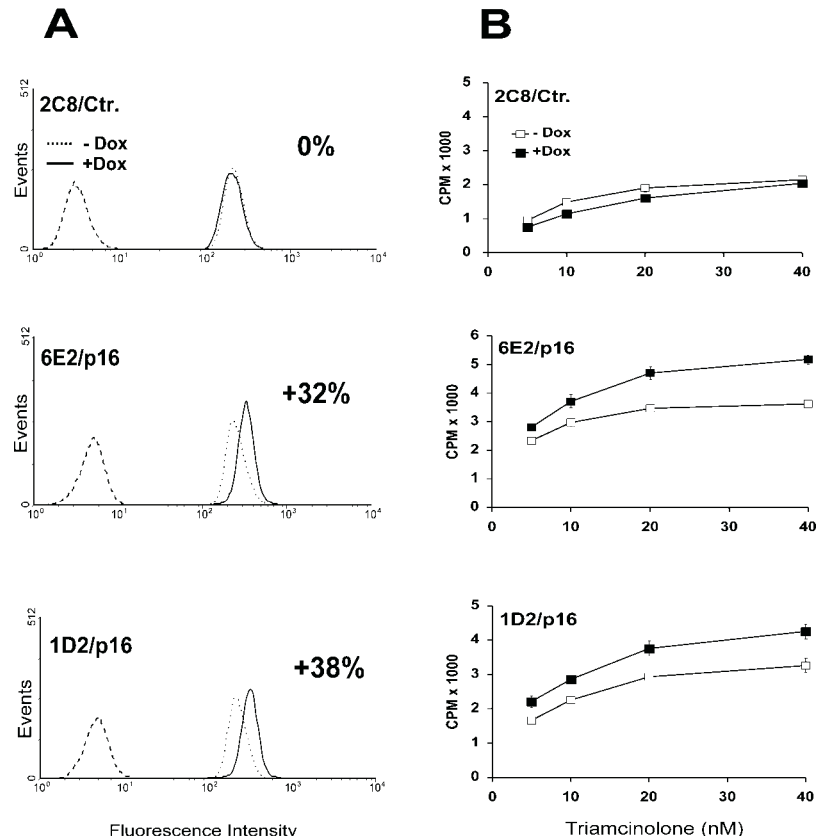 A
512
2C8/Ctr.
- Dox
+Dox
0%
Events
0
10⁰ 10¹ 10² 10³ 10⁴
512
6E2/p16
+32%
Events
0
10⁰ 10¹ 10² 10³ 10⁴
512
1D2/p16
+38%
Events
0
10⁰ 10¹ 10² 10³ 10⁴
Fluorescence Intensity
B
5
2C8/Ctr.
4
- Dox
+Dox
3
2
1
0
CPM x 1000
0 10 20 30 40
6
6E2/p16
5
4
3
2
1
0
CPM x 1000
0 10 20 30 40
5
1D2/p16
4
3
2
1
0
CPM x 1000
0 10 20 30 40
Triamcinolone (nM)